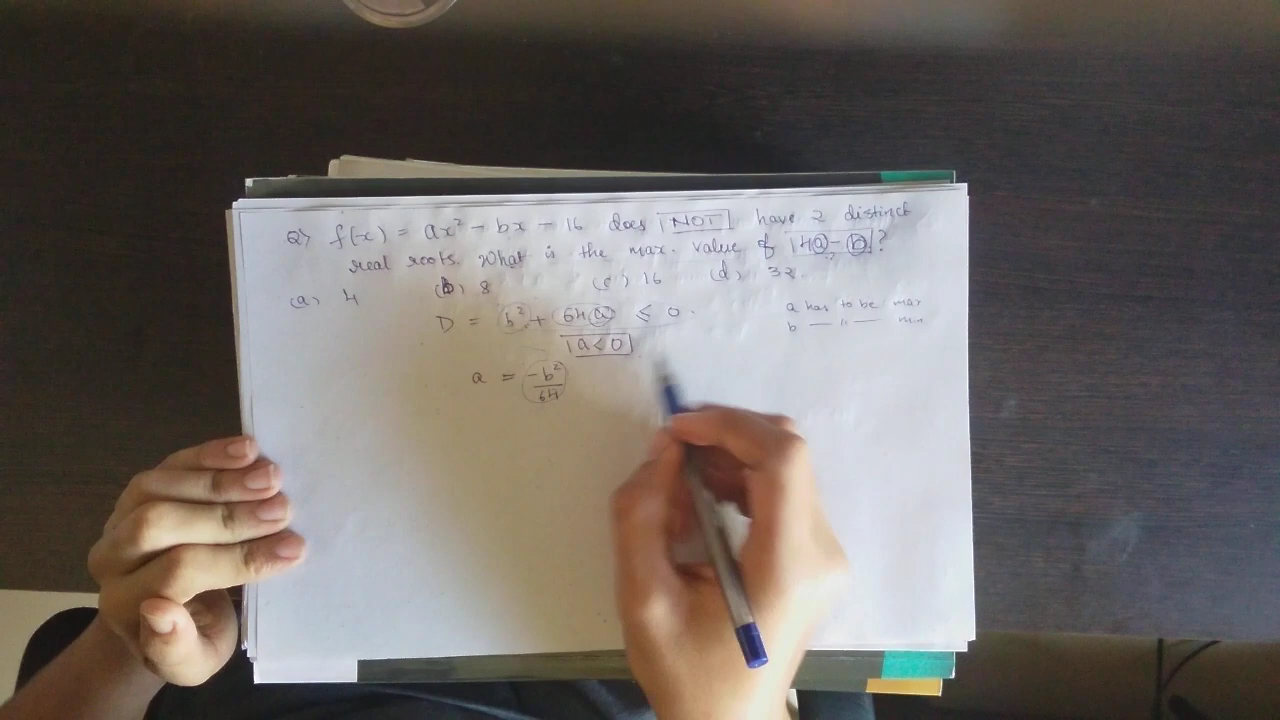 Q> f(x) = ax² - bx - 16 does NOT have 2 distinct
real roots. What is the max. value of 4a - b?
(a) 4 (b) 8 (c) 16 (d) 32.
D = b² + 64a ≤ 0.
a < 0
a = -b²/64
a has to be max
b — " — min